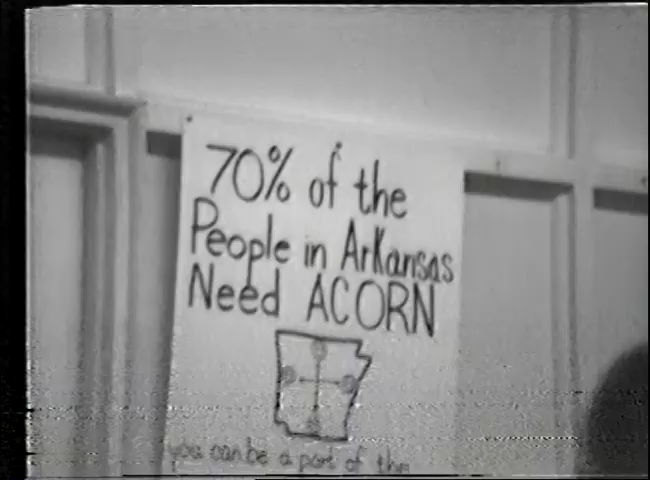 70% of the
People in Arkansas
Need ACORN
you can be a part of the